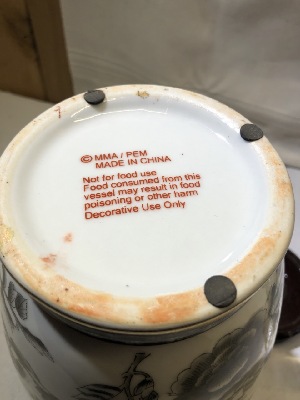 © MMA / PEM
MADE IN CHINA
Not for food use
Food consumed from this
vessel may result in food
poisoning or other harm
Decorative Use Only